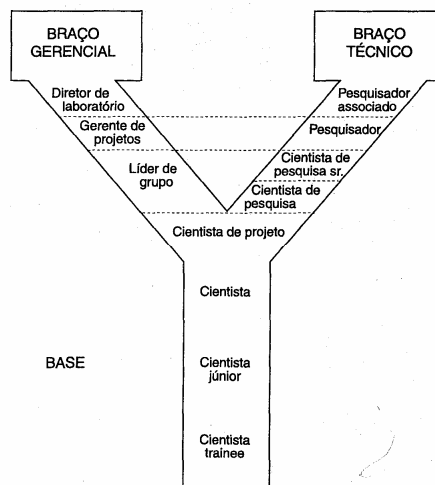 BRAÇO
GERENCIAL
BRAÇO
TÉCNICO
Diretor de
laboratório
Pesquisador
associado
Gerente de
projetos
Pesquisador
Líder de
grupo
Cientista de
pesquisa sr.
Cientista de
pesquisa
Cientista de projeto
Cientista
BASE
Cientista
júnior
Cientista
trainee